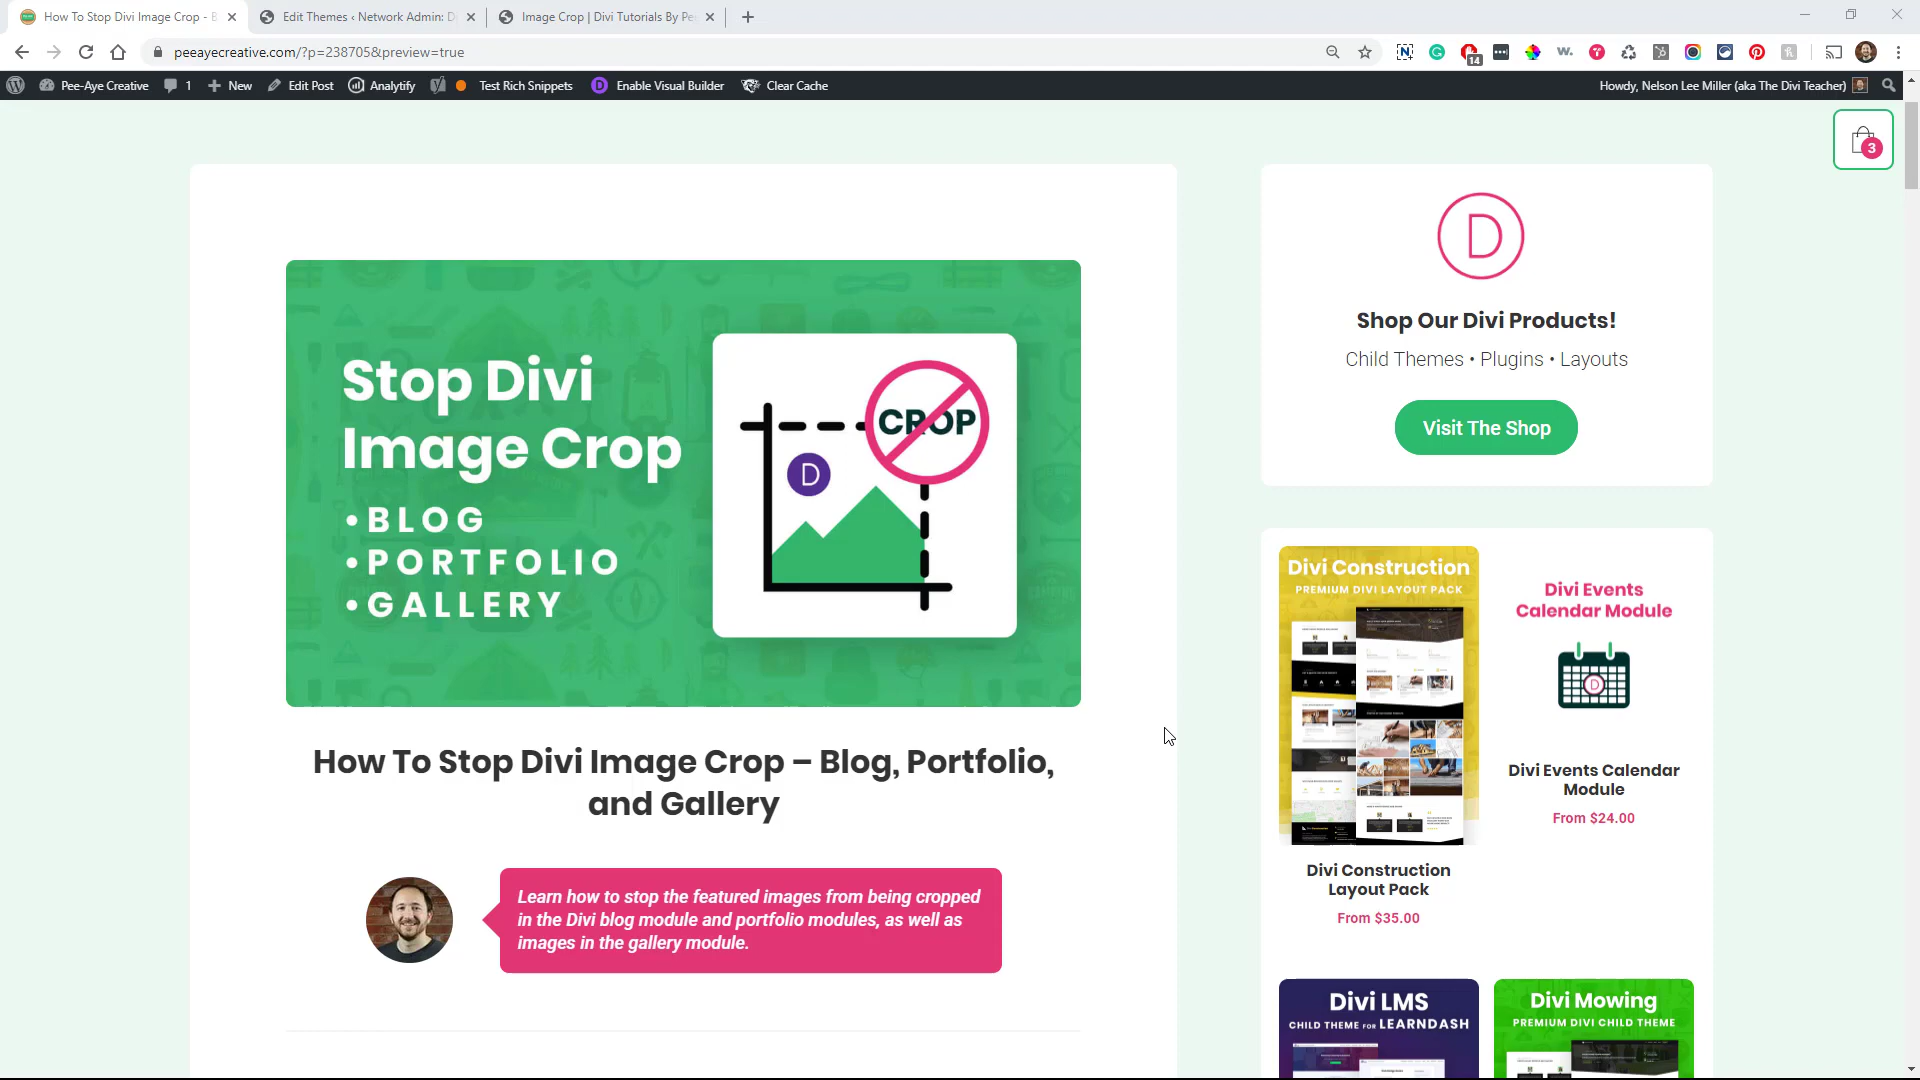 How To Stop Divi Image Crop - B
Edit Themes ‹ Network Admin: D
Image Crop | Divi Tutorials By Pe
peeayecreative.com/?p=238705&preview=true
14
Pee-Aye Creative
1
New
Edit Post
Analytify
Test Rich Snippets
Enable Visual Builder
Clear Cache
Howdy, Nelson Lee Miller (aka The Divi Teacher)
3
Stop Divi
Image Crop
• BLOG
• PORTFOLIO
• GALLERY
CROP
D
How To Stop Divi Image Crop – Blog, Portfolio,
and Gallery
Learn how to stop the featured images from being cropped
in the Divi blog module and portfolio modules, as well as
images in the gallery module.
D
Shop Our Divi Products!
Child Themes • Plugins • Layouts
Visit The Shop
Divi Construction
PREMIUM DIVI LAYOUT PACK
Divi Construction
Layout Pack
From $35.00
Divi Events
Calendar Module
D
Divi Events Calendar
Module
From $24.00
Divi LMS
CHILD THEME FOR LEARNDASH
Divi Mowing
PREMIUM DIVI CHILD THEME